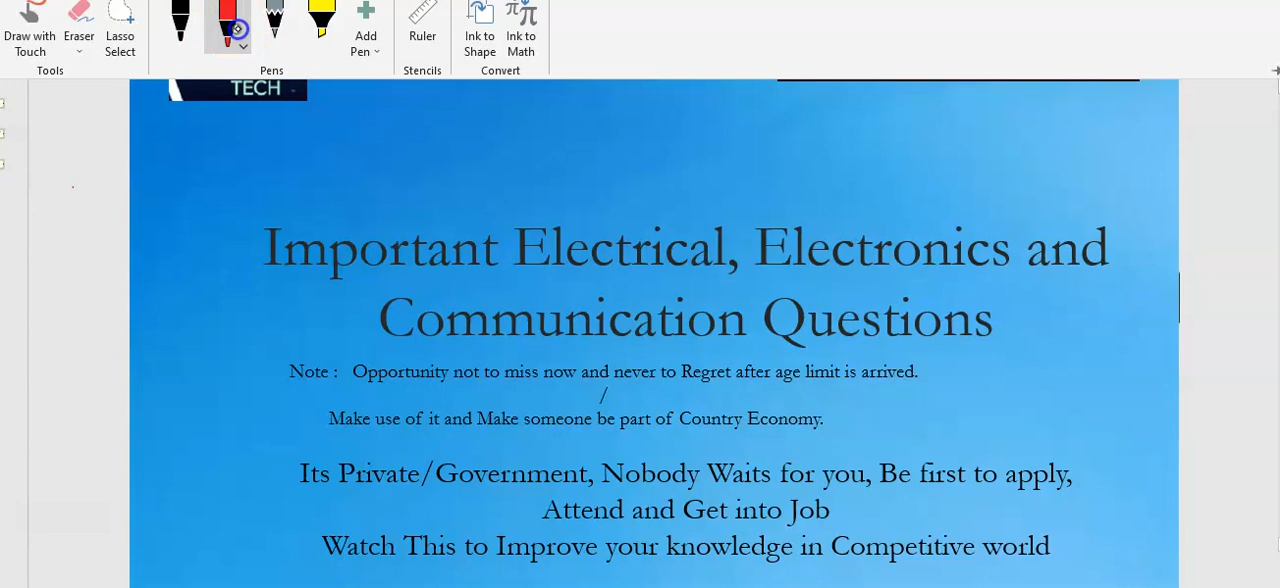 Draw with Touch
Eraser
Lasso Select
Add Pen
Ruler
Ink to Shape
Ink to Math
Tools
Pens
Stencils
Convert
TECH
Important Electrical, Electronics and
Communication Questions
Note : Opportunity not to miss now and never to Regret after age limit is arrived.
/
Make use of it and Make someone be part of Country Economy.
Its Private/Government, Nobody Waits for you, Be first to apply,
Attend and Get into Job
Watch This to Improve your knowledge in Competitive world